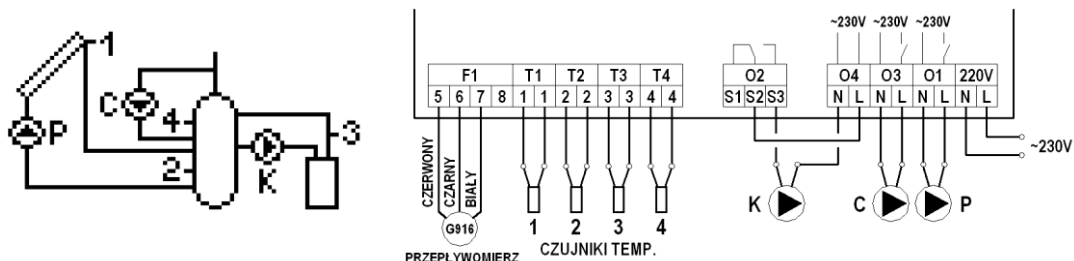 1
C
P
4
3
2
K
~230V ~230V ~230V
F1 T1 T2 T3 T4 O2 O4 O3 O1 220V
5 6 7 8 1 1 2 2 3 3 4 4 S1 S2 S3 N L N L N L N L
CZERWONY
CZARNY
BIAŁY
~230V
K C P
G916 1 2 3 4
PRZEPŁYWOMIERZ CZUJNIKI TEMP.